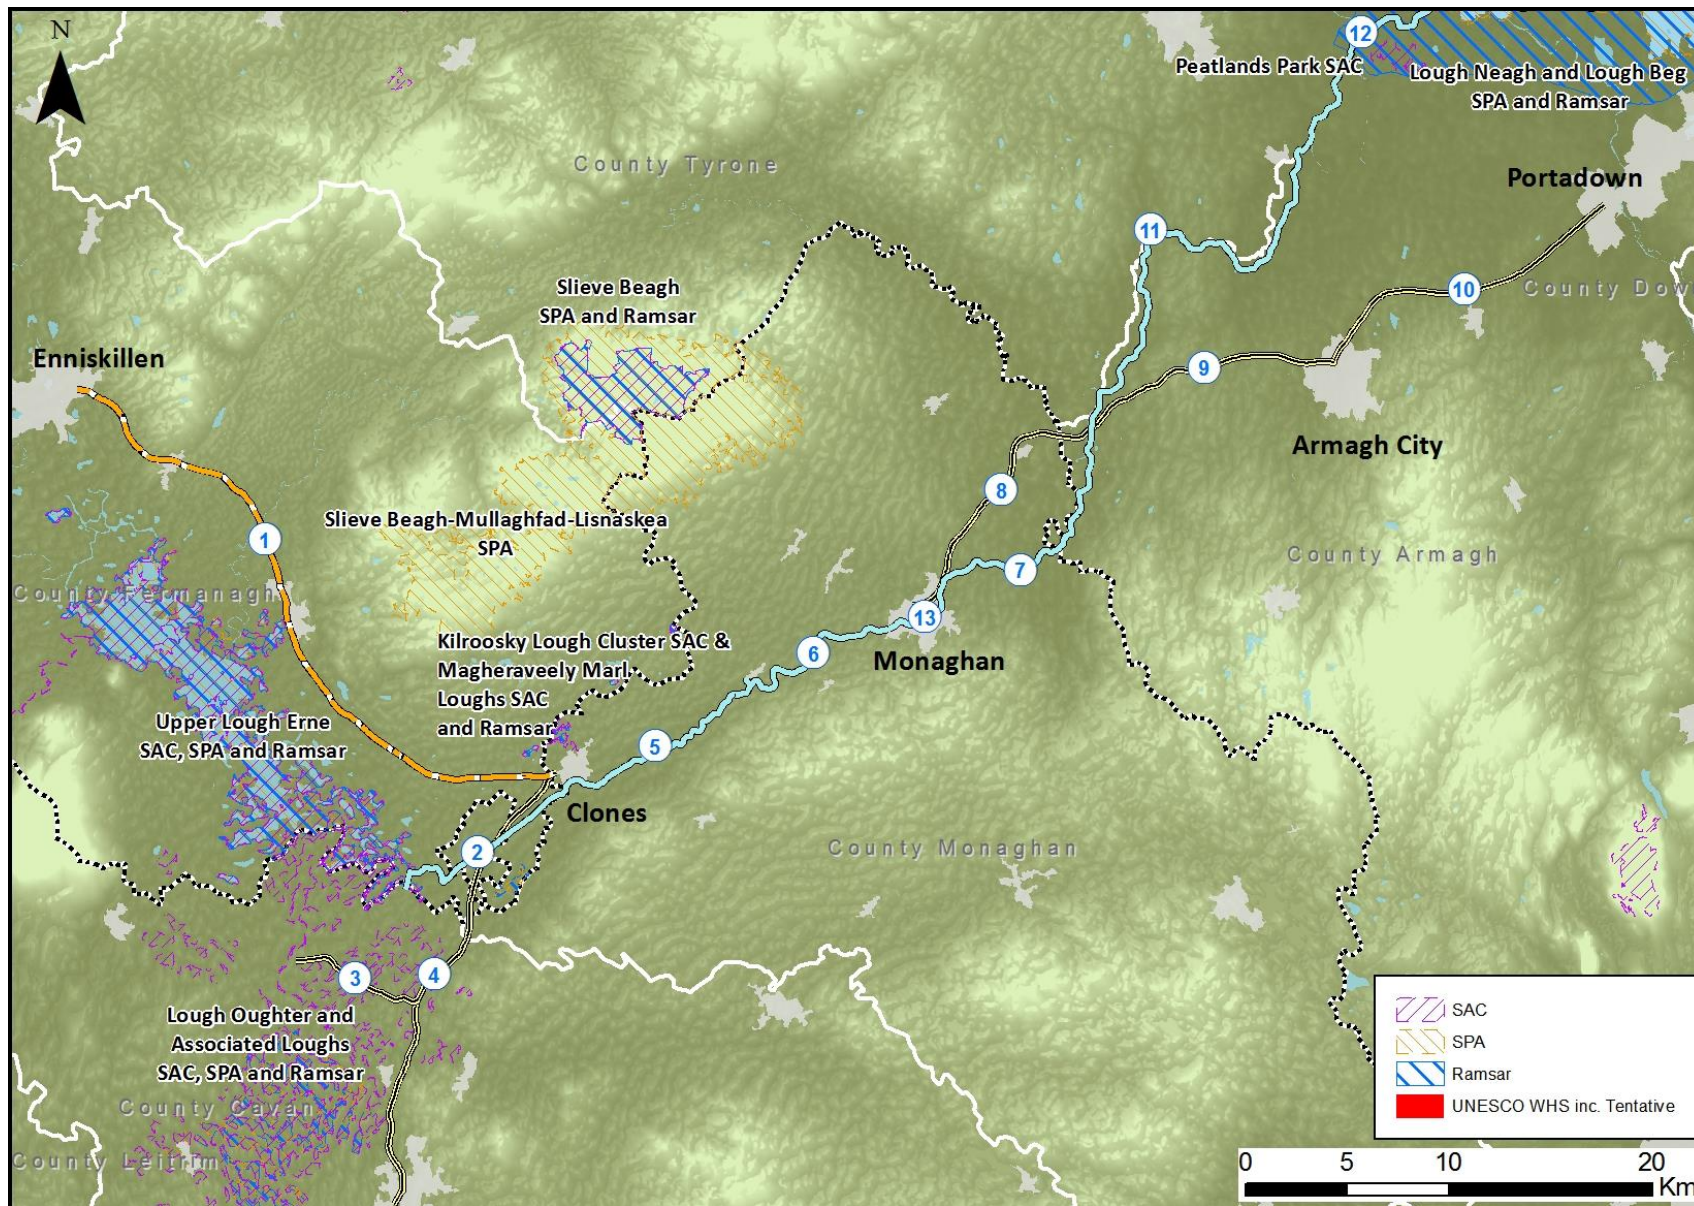 N
12
Peatlands Park SAC
Lough Neagh and Lough Beg
SPA and Ramsar
County Tyrone
Portadown
11
Slieve Beagh
SPA and Ramsar
10
County Dow
Enniskillen
9
Armagh City
8
Slieve Beagh-Mullaghfad-Lisnaskea
SPA
1
County Armagh
7
County Fermanagh
13
Kilroosky Lough Cluster SAC &
Magheraveely Marl
Loughs SAC
and Ramsar
6
Monaghan
Upper Lough Erne
SAC, SPA and Ramsar
5
Clones
2
County Monaghan
3
4
Lough Oughter and
Associated Loughs
SAC, SPA and Ramsar
County Cavan
County Leitrim
SAC
SPA
Ramsar
UNESCO WHS inc. Tentative
0 5 10 20
Km